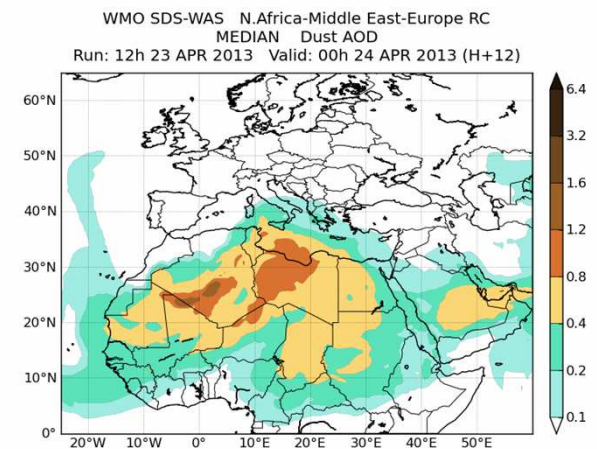 WMO SDS-WAS N.Africa-Middle East-Europe RC
MEDIAN Dust AOD
Run: 12h 23 APR 2013 Valid: 00h 24 APR 2013 (H+12)
60°N
50°N
40°N
30°N
20°N
10°N
0°
20°W
10°W
0°
10°E
20°E
30°E
40°E
50°E
6.4
3.2
1.6
1.2
0.8
0.4
0.2
0.1